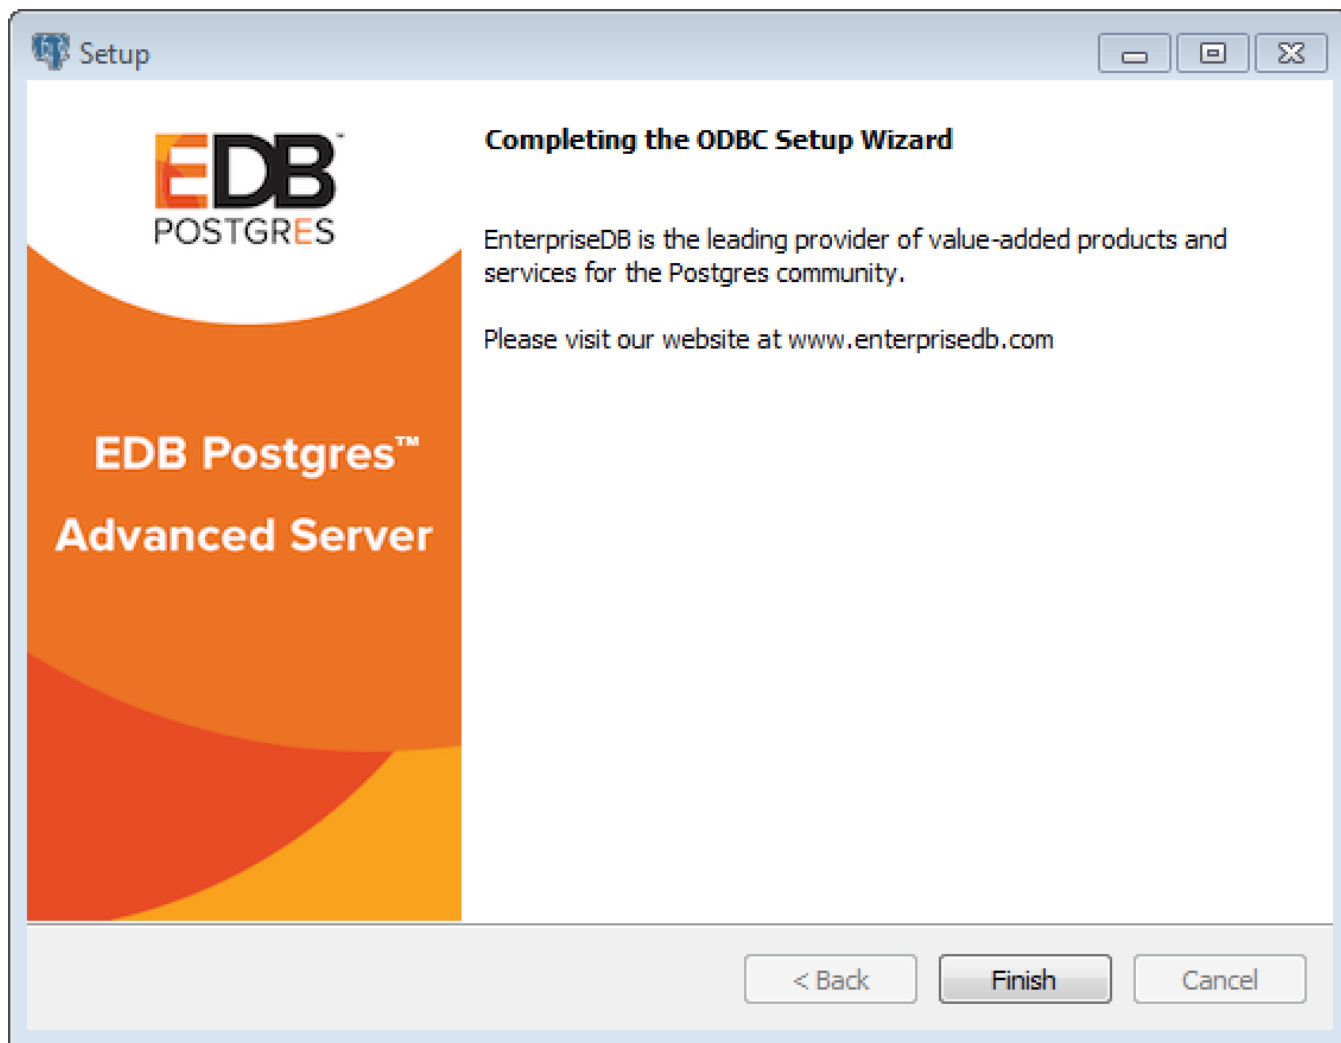 Setup
EDB™
POSTGRES
Completing the ODBC Setup Wizard
EnterpriseDB is the leading provider of value-added products and
services for the Postgres community.
Please visit our website at www.enterprisedb.com
EDB Postgres™
Advanced Server
< Back
Finish
Cancel